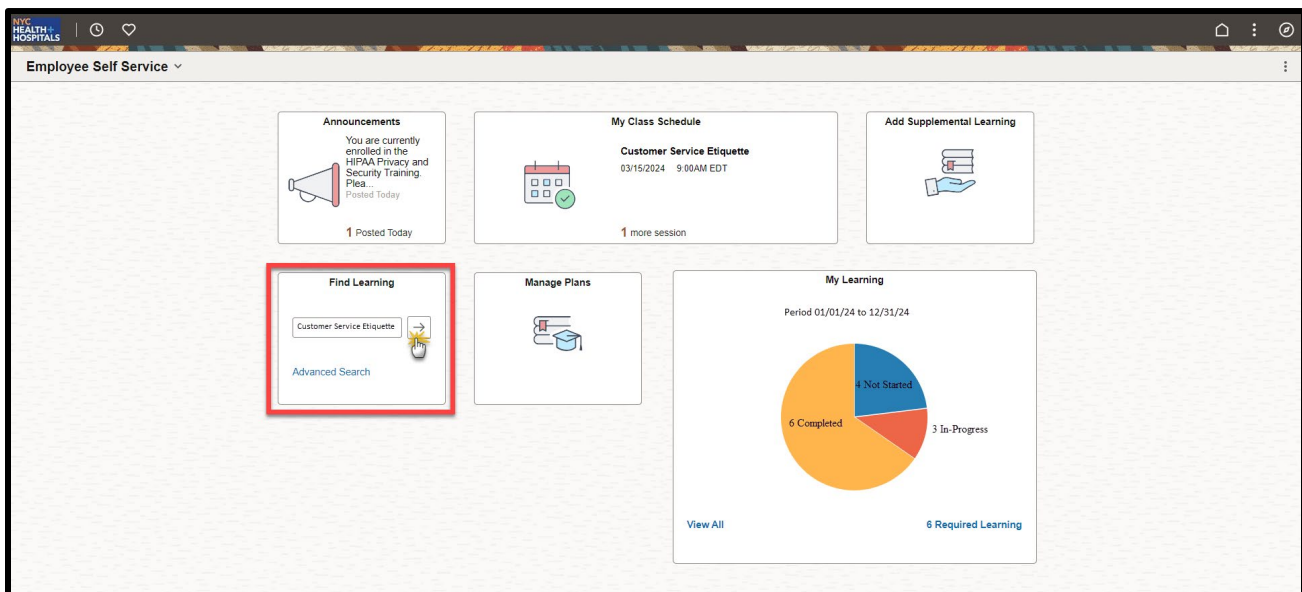 NYC
HEALTH+
HOSPITALS
Employee Self Service
Announcements
You are currently
enrolled in the
HIPAA Privacy and
Security Training.
Plea...
Posted Today
1 Posted Today
My Class Schedule
Customer Service Etiquette
03/15/2024 9:00AM EDT
1 more session
Add Supplemental Learning
Find Learning
Customer Service Etiquette
Advanced Search
Manage Plans
My Learning
Period 01/01/24 to 12/31/24
4 Not Started
6 Completed
3 In-Progress
View All
6 Required Learning